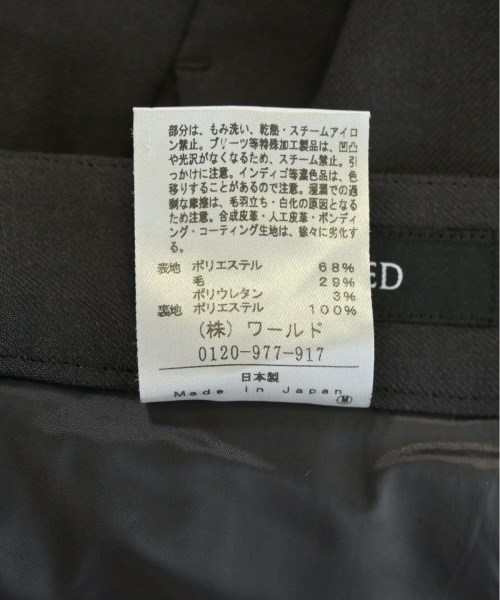 部分は、もみ洗い、乾熱・スチームアイロ
ン禁止。プリーツ等特殊加工製品は、凹凸
や光沢がなくなるため、スチーム禁止。引
っかけに注意。インディゴ等濃色品は、色
移りすることがあるので注意。湿潤での過
剰な摩擦は、毛羽立ち・白化の原因となる
ため注意。合成皮革・人工皮革・ボンディ
ング・コーティング生地は、徐々に劣化す
る。
表地 ポリエステル 68%
毛 29%
ポリウレタン 3%
裏地 ポリエステル 100%
(株) ワールド
0120-977-917
日本製
Made in Japan Ⓜ
ED